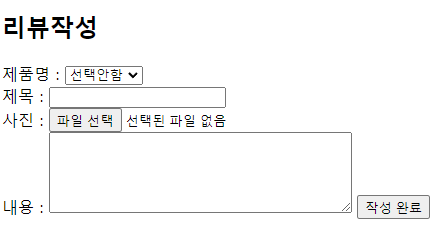 리뷰작성
제품명 : 선택안함
제목 :
사진 : 파일 선택 선택된 파일 없음
내용 : 작성 완료